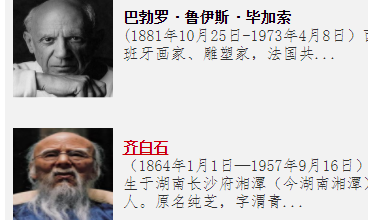 巴勃罗·鲁伊斯·毕加索
(1881年10月25日-1973年4月8日）
班牙画家、雕塑家，法国共...
齐白石
（1864年1月1日—1957年9月16日）
生于湖南长沙府湘潭（今湖南湘潭）
人。原名纯芝，字渭青...